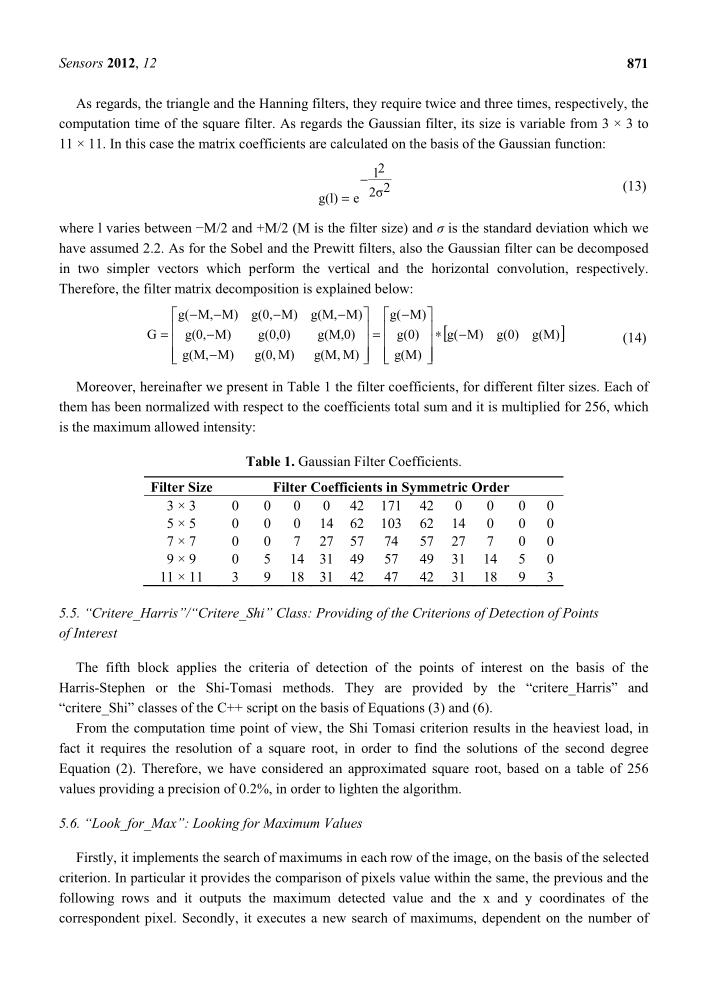 Sensors 2012, 12
871
As regards, the triangle and the Hanning filters, they require twice and three times, respectively, the
computation time of the square filter. As regards the Gaussian filter, its size is variable from 3 × 3 to
11 × 11. In this case the matrix coefficients are calculated on the basis of the Gaussian function:
g(l) = e^(−l²/2σ²) (13)
where l varies between −M/2 and +M/2 (M is the filter size) and σ is the standard deviation which we
have assumed 2.2. As for the Sobel and the Prewitt filters, also the Gaussian filter can be decomposed
in two simpler vectors which perform the vertical and the horizontal convolution, respectively.
Therefore, the filter matrix decomposition is explained below:
g(−M,−M) g(0,−M) g(M,−M) g(−M)
G = g(0,−M) g(0,0) g(M,0) = g(0) * [g(−M) g(0) g(M)] (14)
g(M,−M) g(0, M) g(M, M) g(M)
Moreover, hereinafter we present in Table 1 the filter coefficients, for different filter sizes. Each of
them has been normalized with respect to the coefficients total sum and it is multiplied for 256, which
is the maximum allowed intensity:
Table 1. Gaussian Filter Coefficients.
Filter Size Filter Coefficients in Symmetric Order
3 × 3 0 0 0 0 42 171 42 0 0 0 0
5 × 5 0 0 0 14 62 103 62 14 0 0 0
7 × 7 0 0 7 27 57 74 57 27 7 0 0
9 × 9 0 5 14 31 49 57 49 31 14 5 0
11 × 11 3 9 18 31 42 47 42 31 18 9 3
5.5. “Critere_Harris”/“Critere_Shi” Class: Providing of the Criterions of Detection of Points
of Interest
The fifth block applies the criteria of detection of the points of interest on the basis of the
Harris-Stephen or the Shi-Tomasi methods. They are provided by the “critere_Harris” and
“critere_Shi” classes of the C++ script on the basis of Equations (3) and (6).
From the computation time point of view, the Shi Tomasi criterion results in the heaviest load, in
fact it requires the resolution of a square root, in order to find the solutions of the second degree
Equation (2). Therefore, we have considered an approximated square root, based on a table of 256
values providing a precision of 0.2%, in order to lighten the algorithm.
5.6. “Look_for_Max”: Looking for Maximum Values
Firstly, it implements the search of maximums in each row of the image, on the basis of the selected
criterion. In particular it provides the comparison of pixels value within the same, the previous and the
following rows and it outputs the maximum detected value and the x and y coordinates of the
correspondent pixel. Secondly, it executes a new search of maximums, dependent on the number of